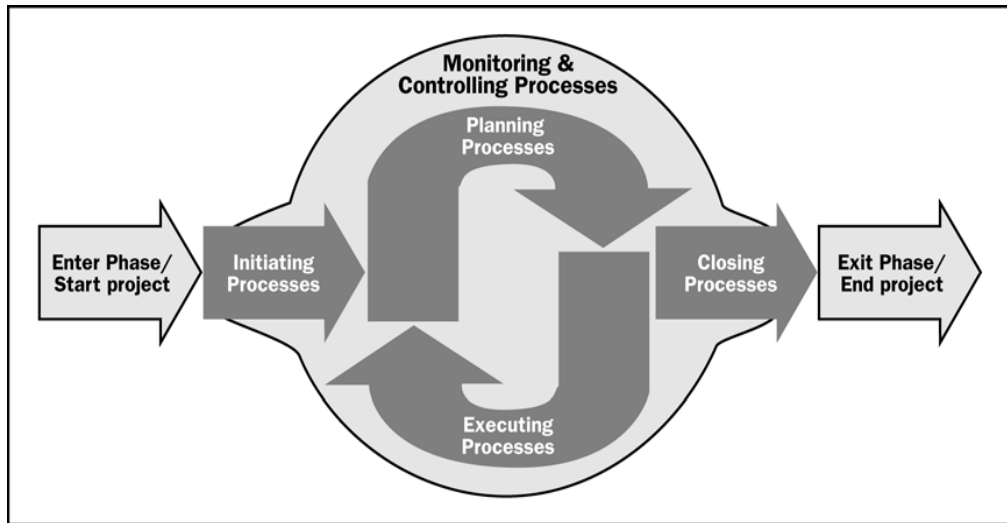 Monitoring &
Controlling Processes
Planning
Processes
Enter Phase/
Start project
Initiating
Processes
Closing
Processes
Exit Phase/
End project
Executing
Processes